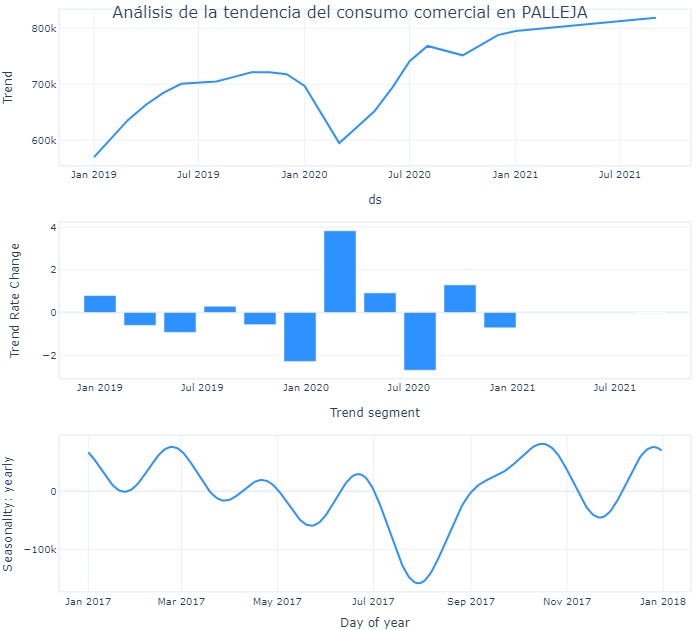 Análisis de la tendencia del consumo comercial en PALLEJA
Trend
800k
700k
600k
Jan 2019
Jul 2019
Jan 2020
Jul 2020
Jan 2021
Jul 2021
ds
Trend Rate Change
4
2
0
−2
Jan 2019
Jul 2019
Jan 2020
Jul 2020
Jan 2021
Jul 2021
Trend segment
Seasonality: yearly
0
−100k
Jan 2017
Mar 2017
May 2017
Jul 2017
Sep 2017
Nov 2017
Jan 2018
Day of year